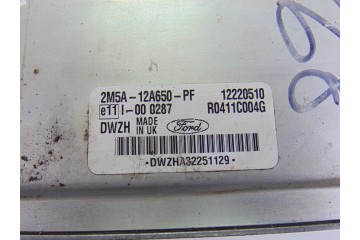 2M5A-12A650-PF 12220510
e11 I-00 0287 R0411C004G
DWZH MADE IN UK Ford
·DWZHA32251129·